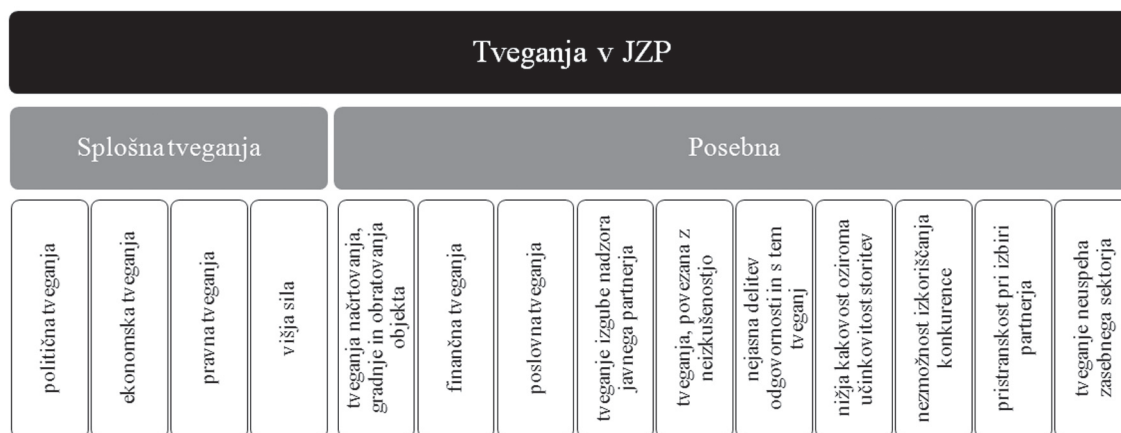 Tveganja v JZP
Splošna tveganja
Posebna
politična tveganja
ekonomska tveganja
pravna tveganja
višja sila
tveganja načrtovanja,
gradnje in obratovanja
objekta
finančna tveganja
poslovna tveganja
tveganje izgube nadzora
javnega partnerja
tveganja, povezana z
neizkušenostjo
nejasna delitev
odgovornosti in s tem
tveganj
nižja kakovost oziroma
učinkovitost storitev
nezmožnost izkoriščanja
konkurence
pristranskost pri izbiri
partnerja
tveganje neuspeha
zasebnega sektorja